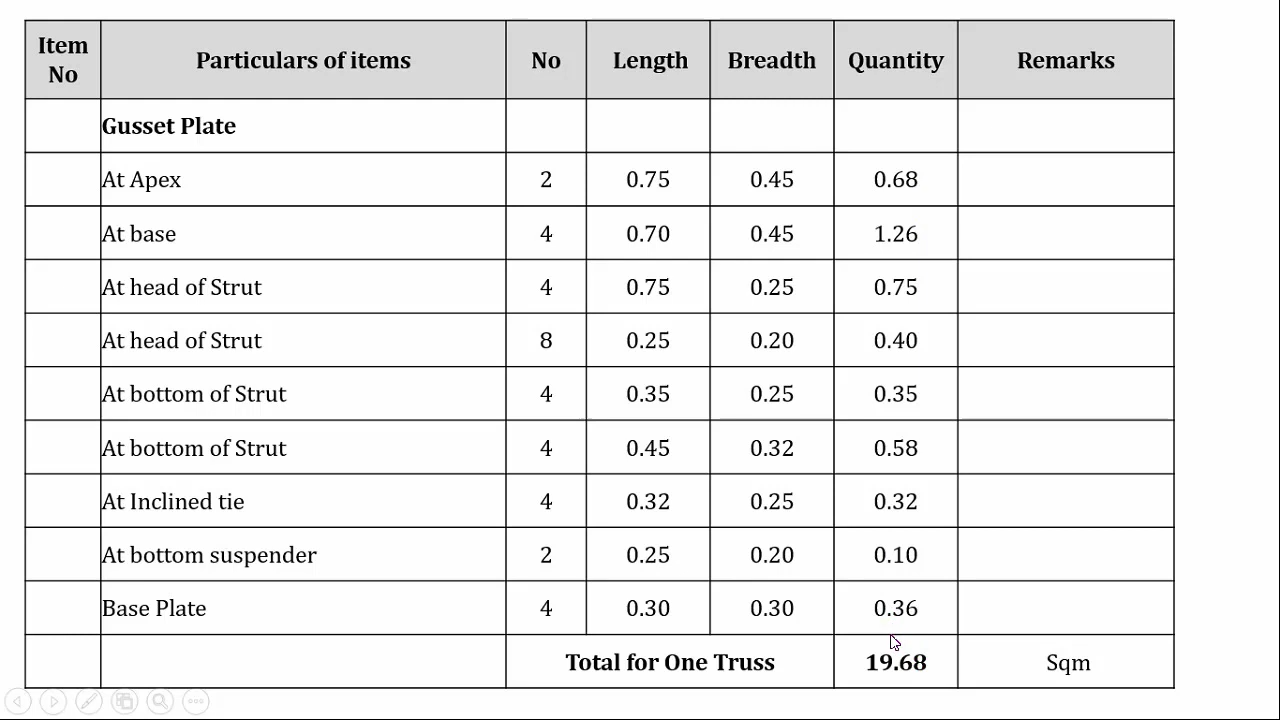 Item No Particulars of items No Length Breadth Quantity Remarks
Gusset Plate
At Apex 2 0.75 0.45 0.68
At base 4 0.70 0.45 1.26
At head of Strut 4 0.75 0.25 0.75
At head of Strut 8 0.25 0.20 0.40
At bottom of Strut 4 0.35 0.25 0.35
At bottom of Strut 4 0.45 0.32 0.58
At Inclined tie 4 0.32 0.25 0.32
At bottom suspender 2 0.25 0.20 0.10
Base Plate 4 0.30 0.30 0.36
Total for One Truss 19.68 Sqm